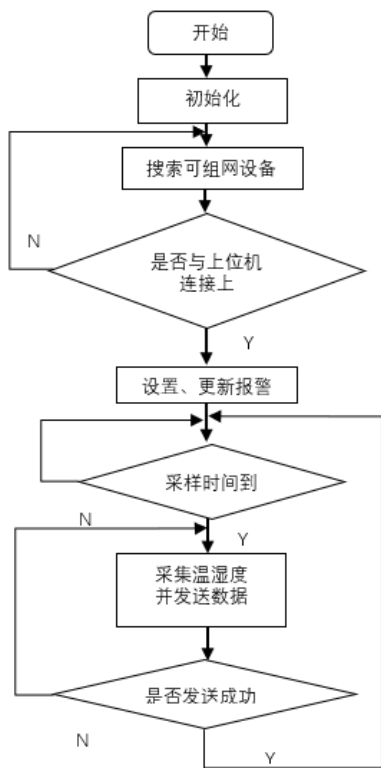 开始
初始化
搜索可组网设备
N
是否与上位机
连接上
Y
设置、更新报警
采样时间到
N
Y
采集温湿度
并发送数据
是否发送成功
N
Y